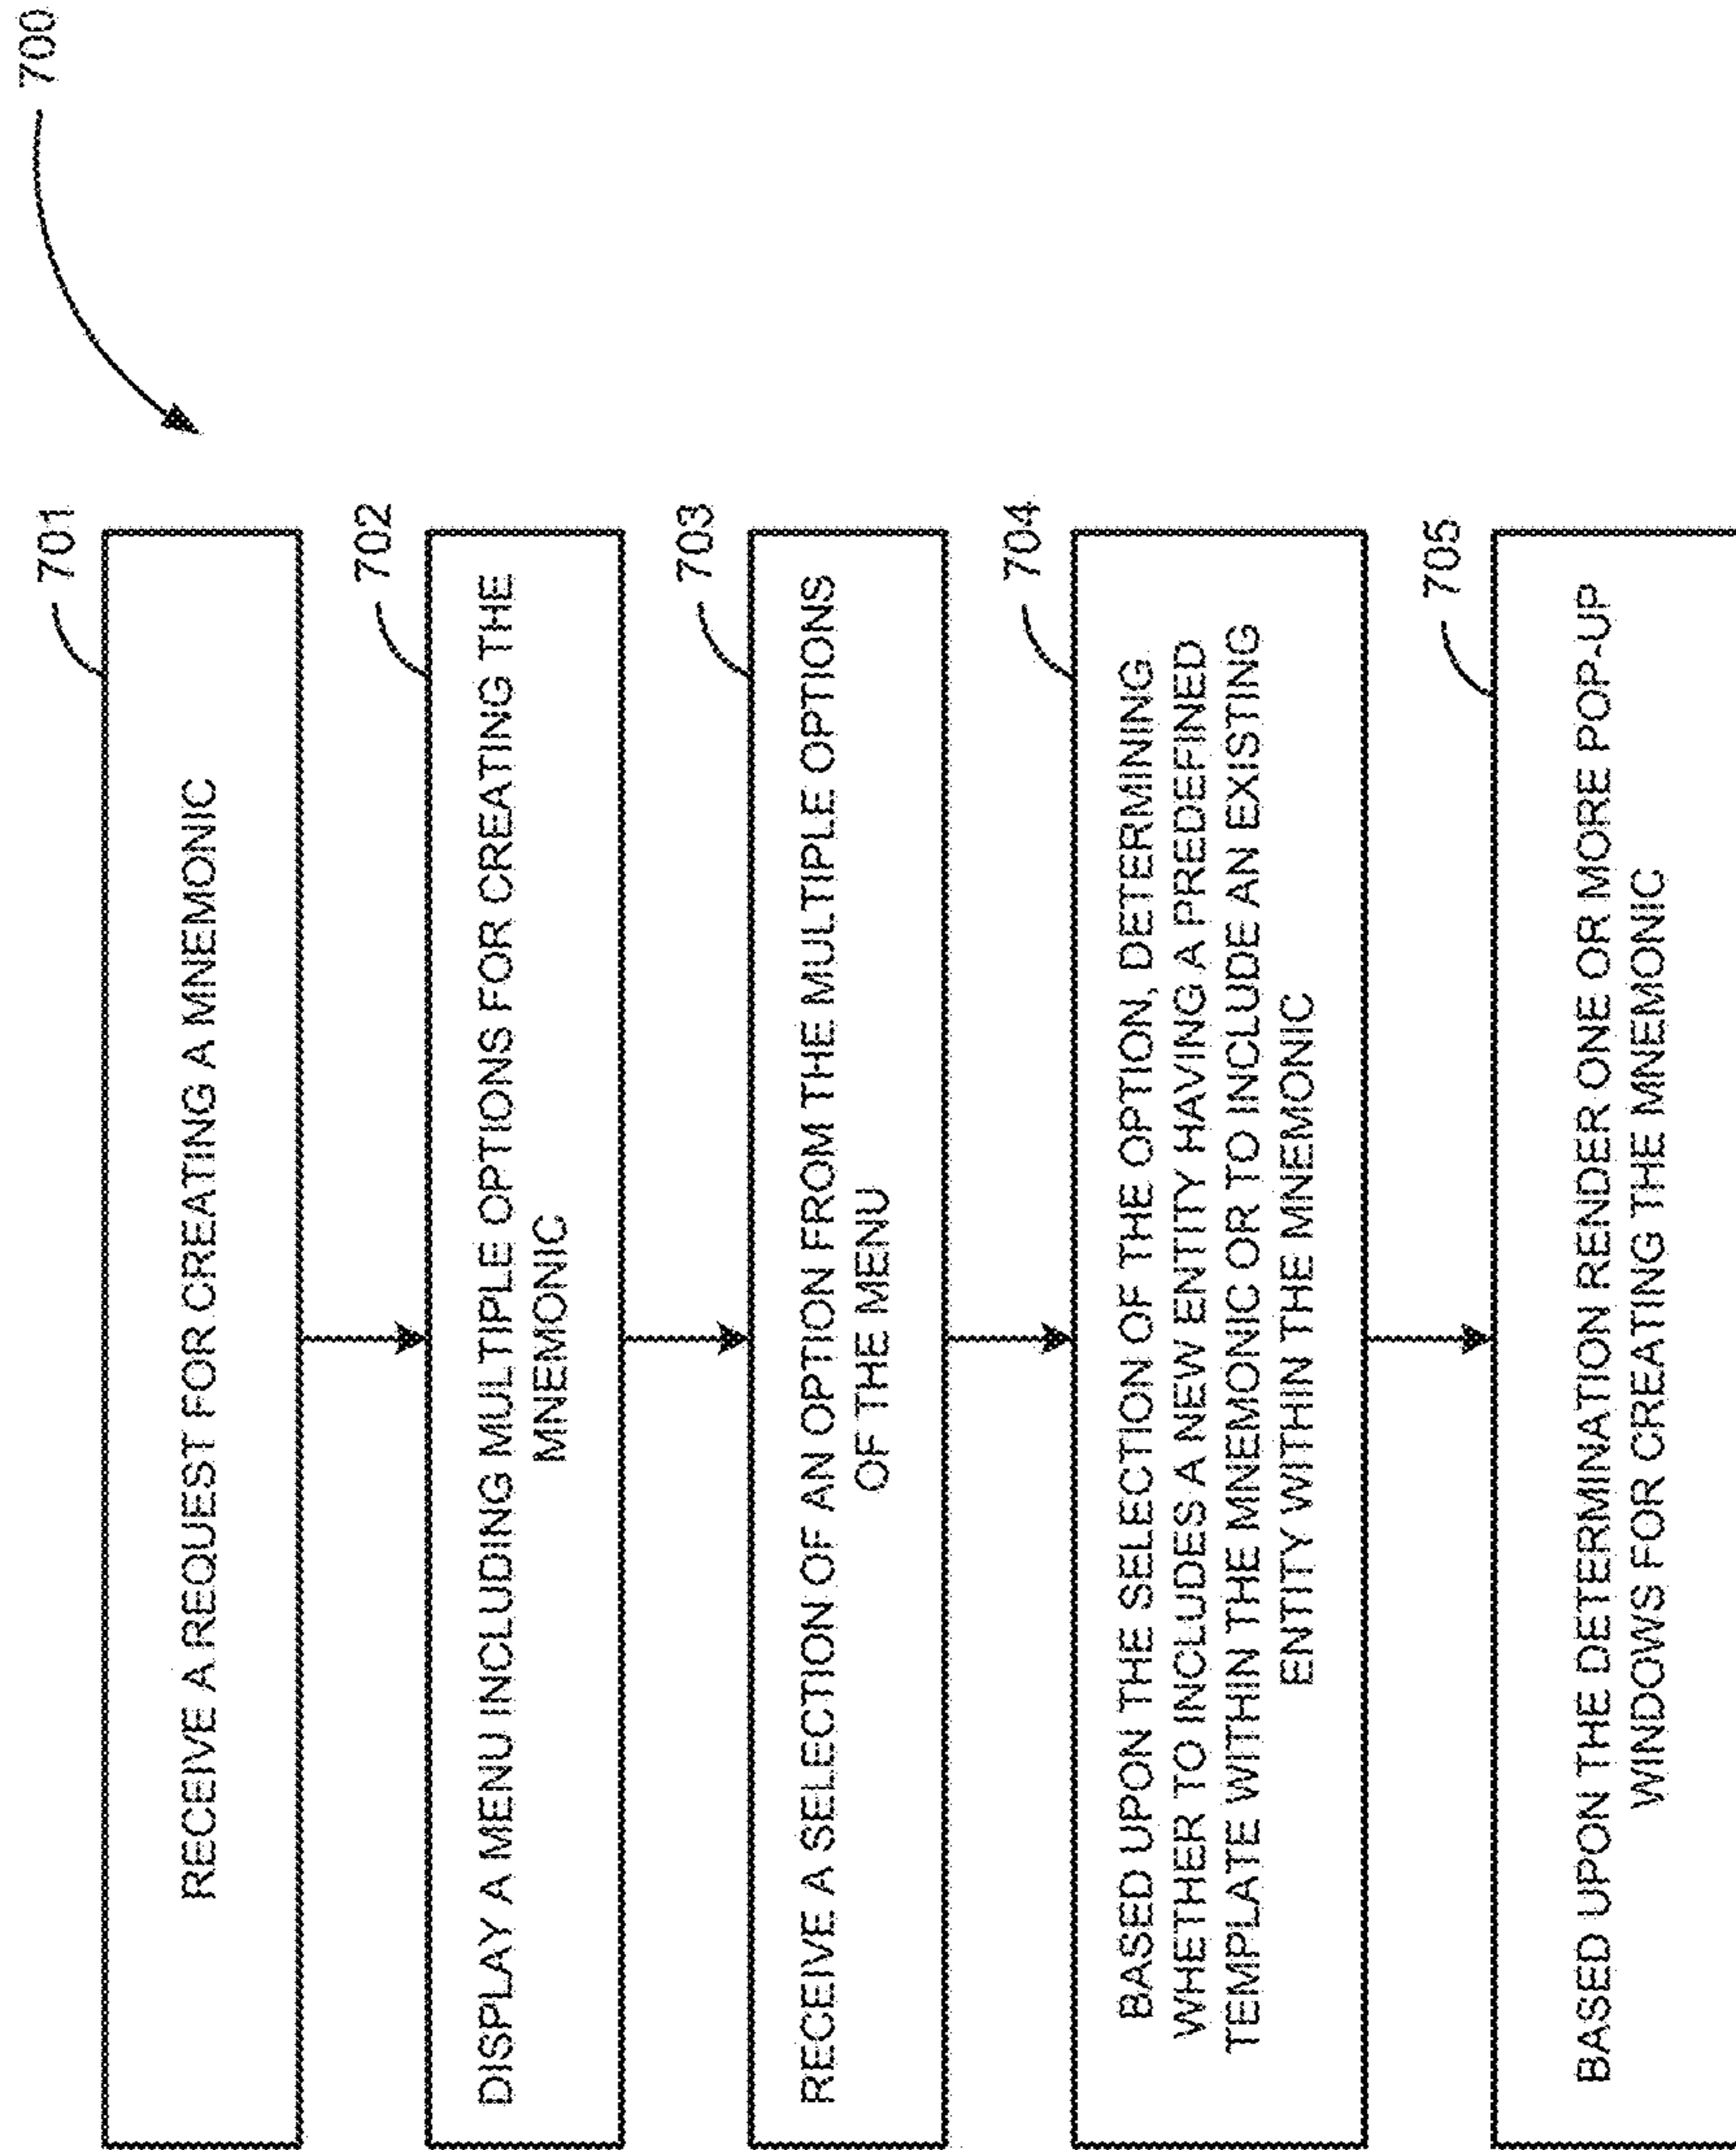 700
701
RECEIVE A REQUEST FOR CREATING A MNEMONIC
702
DISPLAY A MENU INCLUDING MULTIPLE OPTIONS FOR CREATING THE
MNEMONIC
703
RECEIVE A SELECTION OF AN OPTION FROM THE MULTIPLE OPTIONS
OF THE MENU
704
BASED UPON THE SELECTION OF THE OPTION, DETERMINING
WHETHER TO INCLUDES A NEW ENTITY HAVING A PREDEFINED
TEMPLATE WITHIN THE MNEMONIC OR TO INCLUDE AN EXISTING
ENTITY WITHIN THE MNEMONIC
705
BASED UPON THE DETERMINATION RENDER ONE OR MORE POP-UP
WINDOWS FOR CREATING THE MNEMONIC